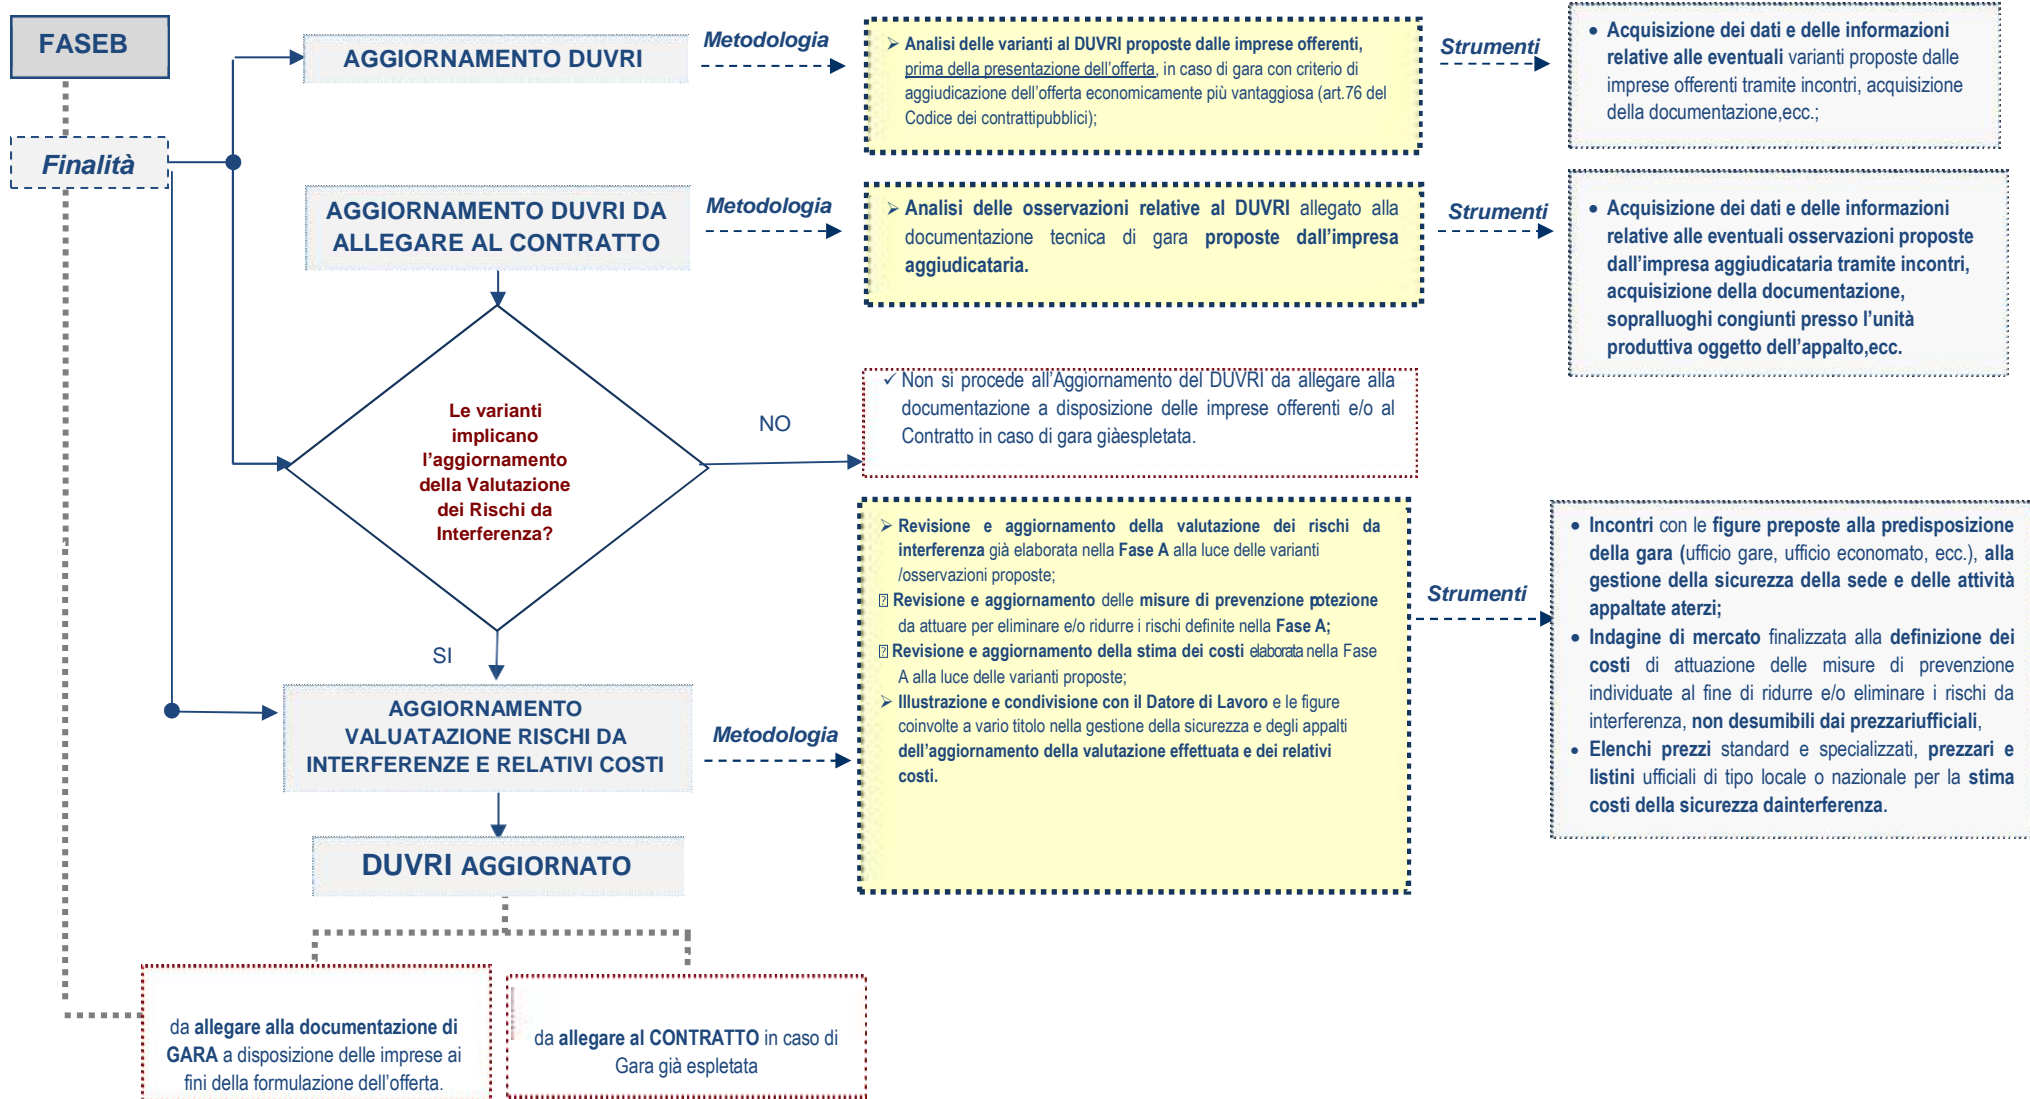 FASEB
Finalità
AGGIORNAMENTO DUVRI
Metodologia
➢ Analisi delle varianti al DUVRI proposte dalle imprese offerenti,
prima della presentazione dell'offerta, in caso di gara con criterio di
aggiudicazione dell'offerta economicamente più vantaggiosa (art.76 del
Codice dei contrattipubblici);
Strumenti
• Acquisizione dei dati e delle informazioni
relative alle eventuali varianti proposte dalle
imprese offerenti tramite incontri, acquisizione
della documentazione,ecc.;
AGGIORNAMENTO DUVRI DA
ALLEGARE AL CONTRATTO
Metodologia
➢ Analisi delle osservazioni relative al DUVRI allegato alla
documentazione tecnica di gara proposte dall'impresa
aggiudicataria.
Strumenti
• Acquisizione dei dati e delle informazioni
relative alle eventuali osservazioni proposte
dall'impresa aggiudicataria tramite incontri,
acquisizione della documentazione,
sopralluoghi congiunti presso l'unità
produttiva oggetto dell'appalto,ecc.
Le varianti
implicano
l'aggiornamento
della Valutazione
dei Rischi da
Interferenza?
NO
✓ Non si procede all'Aggiornamento del DUVRI da allegare alla
documentazione a disposizione delle imprese offerenti e/o al
Contratto in caso di gara giàespletata.
SI
AGGIORNAMENTO
VALUATAZIONE RISCHI DA
INTERFERENZE E RELATIVI COSTI
Metodologia
➢ Revisione e aggiornamento della valutazione dei rischi da
interferenza già elaborata nella Fase A alla luce delle varianti
/osservazioni proposte;
Revisione e aggiornamento delle misure di prevenzione potezione
da attuare per eliminare e/o ridurre i rischi definite nella Fase A;
Revisione e aggiornamento della stima dei costi elaborata nella Fase
A alla luce delle varianti proposte;
➢ Illustrazione e condivisione con il Datore di Lavoro e le figure
coinvolte a vario titolo nella gestione della sicurezza e degli appalti
dell'aggiornamento della valutazione effettuata e dei relativi
costi.
Strumenti
• Incontri con le figure preposte alla predisposizione
della gara (ufficio gare, ufficio economato, ecc.), alla
gestione della sicurezza della sede e delle attività
appaltate aterzi;
• Indagine di mercato finalizzata alla definizione dei
costi di attuazione delle misure di prevenzione
individuate al fine di ridurre e/o eliminare i rischi da
interferenza, non desumibili dai prezzariufficiali,
• Elenchi prezzi standard e specializzati, prezzari e
listini ufficiali di tipo locale o nazionale per la stima
costi della sicurezza dainterferenza.
DUVRI AGGIORNATO
da allegare alla documentazione di
GARA a disposizione delle imprese ai
fini della formulazione dell'offerta.
da allegare al CONTRATTO in caso di
Gara già espletata